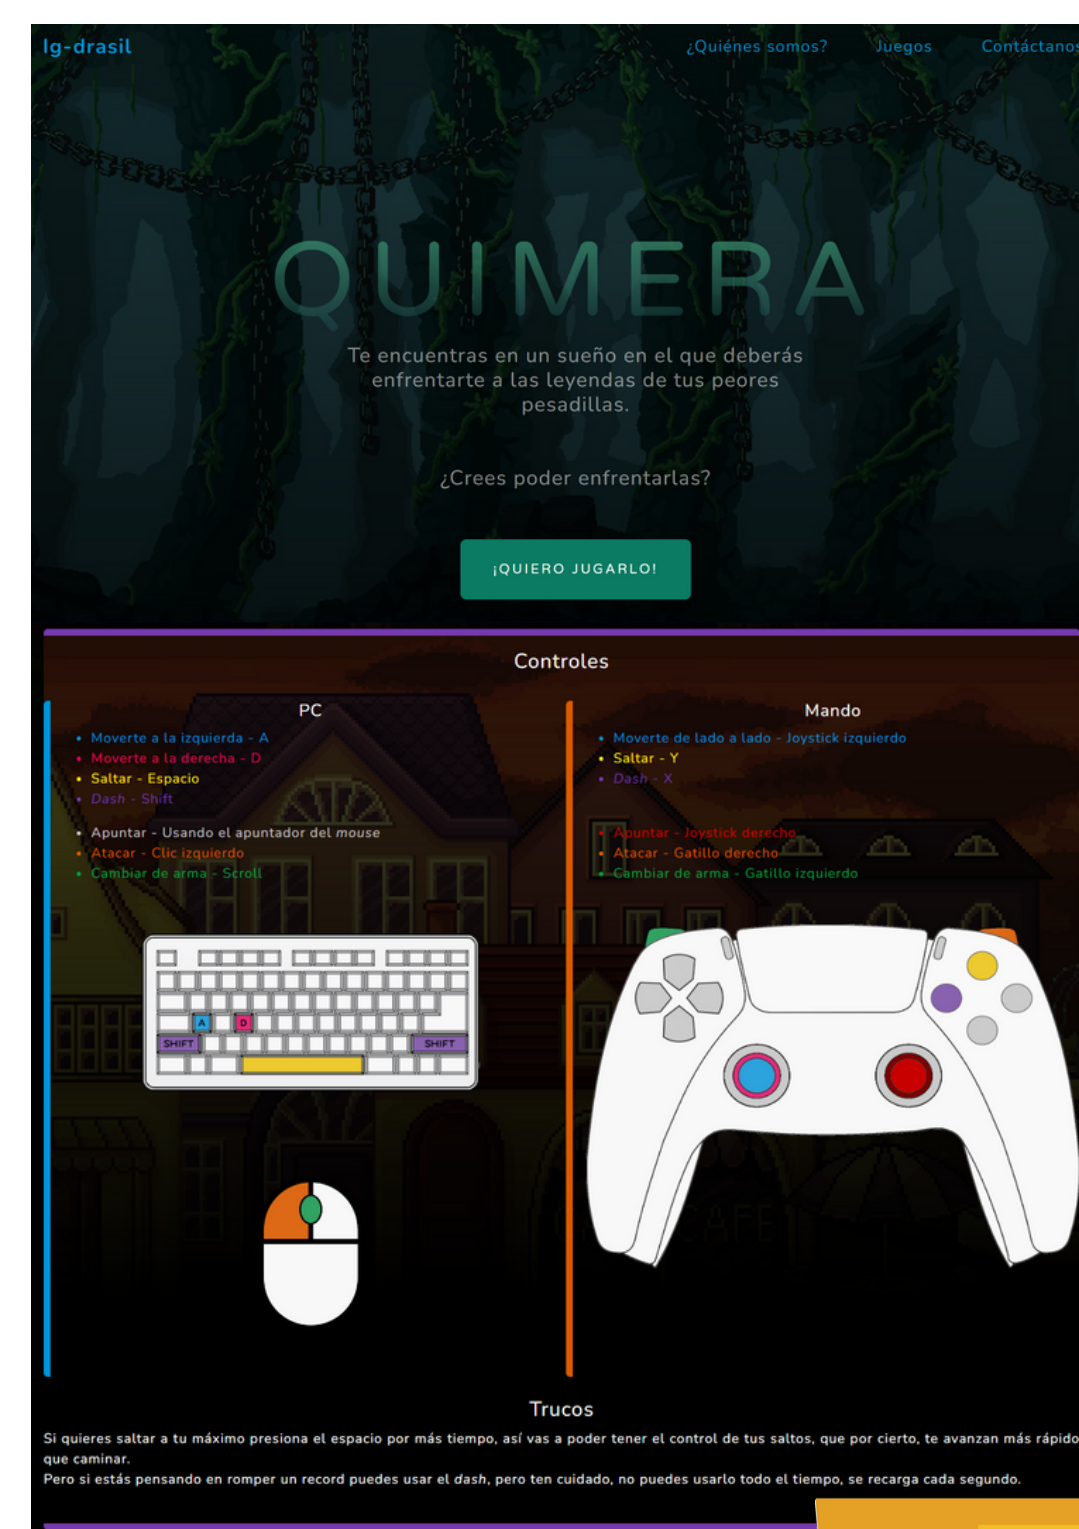 Ig-drasil
¿Quiénes somos?
Juegos
Contáctanos
QUIMERA
Te encuentras en un sueño en el que deberás
enfrentarte a las leyendas de tus peores
pesadillas.
¿Crees poder enfrentarlas?
¡QUIERO JUGARLO!
Controles
PC
Moverte a la izquierda - A
Moverte a la derecha - D
Saltar - Espacio
Dash - Shift
Apuntar - Usando el apuntador del mouse
Atacar - Clic izquierdo
Cambiar de arma - Scroll
A
D
SHIFT
SHIFT
Mando
Moverte de lado a lado - Joystick izquierdo
Saltar - Y
Dash - X
Apuntar - Joystick derecho
Atacar - Gatillo derecho
Cambiar de arma - Gatillo izquierdo
CAFE
Trucos
Si quieres saltar a tu máximo presiona el espacio por más tiempo, así vas a poder tener el control de tus saltos, que por cierto, te avanzan más rápido
que caminar.
Pero si estás pensando en romper un record puedes usar el dash, pero ten cuidado, no puedes usarlo todo el tiempo, se recarga cada segundo.